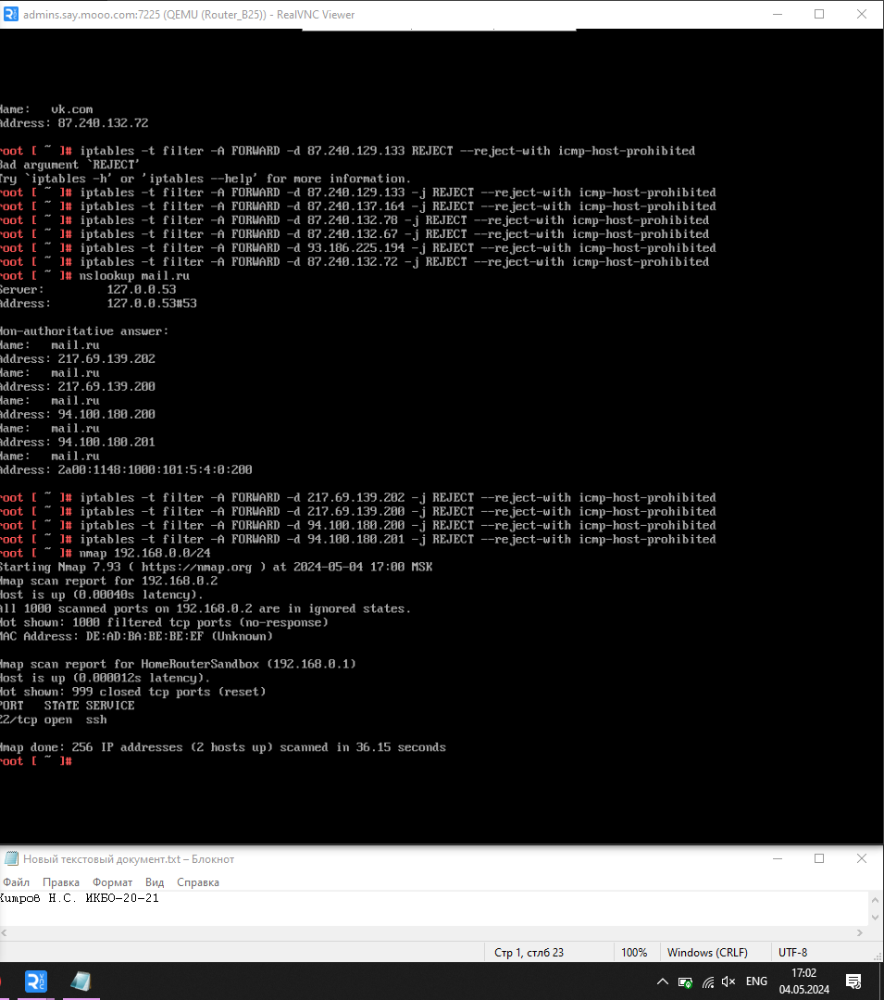 admins.say.mooo.com:7225 (QEMU (Router_B25)) - RealVNC Viewer
Name: vk.com
Address: 87.240.132.72
root [ ~ ]# iptables -t filter -A FORWARD -d 87.240.129.133 REJECT --reject-with icmp-host-prohibited
Bad argument `REJECT'
Try `iptables -h' or 'iptables --help' for more information.
root [ ~ ]# iptables -t filter -A FORWARD -d 87.240.129.133 -j REJECT --reject-with icmp-host-prohibited
root [ ~ ]# iptables -t filter -A FORWARD -d 87.240.137.164 -j REJECT --reject-with icmp-host-prohibited
root [ ~ ]# iptables -t filter -A FORWARD -d 87.240.132.78 -j REJECT --reject-with icmp-host-prohibited
root [ ~ ]# iptables -t filter -A FORWARD -d 87.240.132.67 -j REJECT --reject-with icmp-host-prohibited
root [ ~ ]# iptables -t filter -A FORWARD -d 93.186.225.194 -j REJECT --reject-with icmp-host-prohibited
root [ ~ ]# iptables -t filter -A FORWARD -d 87.240.132.72 -j REJECT --reject-with icmp-host-prohibited
root [ ~ ]# nslookup mail.ru
Server: 127.0.0.53
Address: 127.0.0.53#53
Non-authoritative answer:
Name: mail.ru
Address: 217.69.139.202
Name: mail.ru
Address: 217.69.139.200
Name: mail.ru
Address: 94.100.180.200
Name: mail.ru
Address: 94.100.180.201
Name: mail.ru
Address: 2a00:1148:1000:101:5:4:0:200
root [ ~ ]# iptables -t filter -A FORWARD -d 217.69.139.202 -j REJECT --reject-with icmp-host-prohibited
root [ ~ ]# iptables -t filter -A FORWARD -d 217.69.139.200 -j REJECT --reject-with icmp-host-prohibited
root [ ~ ]# iptables -t filter -A FORWARD -d 94.100.180.200 -j REJECT --reject-with icmp-host-prohibited
root [ ~ ]# iptables -t filter -A FORWARD -d 94.100.180.201 -j REJECT --reject-with icmp-host-prohibited
root [ ~ ]# nmap 192.168.0.0/24
Starting Nmap 7.93 ( https://nmap.org ) at 2024-05-04 17:00 MSK
Nmap scan report for 192.168.0.2
Host is up (0.00040s latency).
All 1000 scanned ports on 192.168.0.2 are in ignored states.
Not shown: 1000 filtered tcp ports (no-response)
MAC Address: DE:AD:BA:BE:BE:EF (Unknown)
Nmap scan report for HomeRouterSandbox (192.168.0.1)
Host is up (0.000012s latency).
Not shown: 999 closed tcp ports (reset)
PORT STATE SERVICE
22/tcp open ssh
Nmap done: 256 IP addresses (2 hosts up) scanned in 36.15 seconds
root [ ~ ]#
Новый текстовый документ.txt – Блокнот
Файл Правка Формат Вид Справка
Н.С. ИКБО-20-21
Стр 1, стлб 23 100% Windows (CRLF) UTF-8
ENG 17:02
04.05.2024